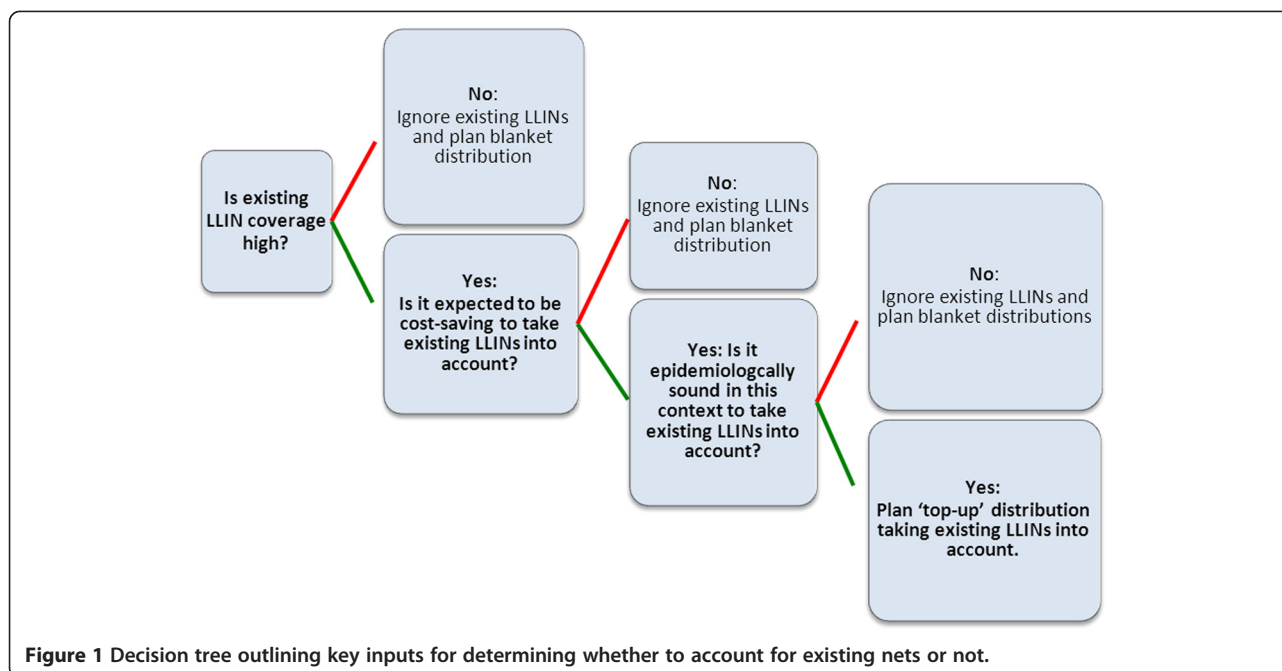 Is existing
LLIN coverage
high?
No:
Ignore existing LLINs
and plan blanket
distribution
Yes:
Is it expected to be
cost-saving to take
existing LLINs into
account?
No:
Ignore existing LLINs
and plan blanket
distribution
Yes: Is it
epidemiologcally
sound in this
context to take
existing LLINs into
account?
No:
Ignore existing LLINs and
plan blanket distributions
Yes:
Plan ‘top-up’ distribution
taking existing LLINs into
account.
Figure 1 Decision tree outlining key inputs for determining whether to account for existing nets or not.